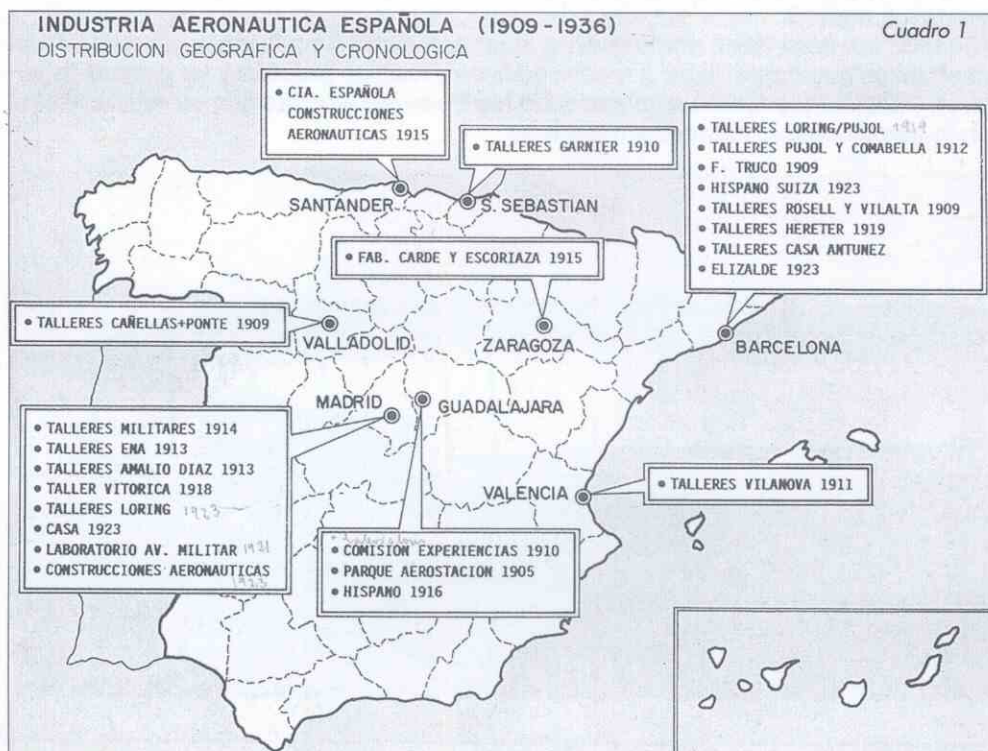 INDUSTRIA AERONAUTICA ESPAÑOLA (1909-1936)
Cuadro 1
DISTRIBUCION GEOGRAFICA Y CRONOLOGICA
• CIA. ESPAÑOLA
CONSTRUCCIONES
AERONAUTICAS 1915
• TALLERES GARNIER 1910
• TALLERES LORING/PUJOL 1919
• TALLERES PUJOL Y COMABELLA 1912
• F. TRUCO 1909
• HISPANO SUIZA 1923
• TALLERES ROSELL Y VILALTA 1909
• TALLERES HERETER 1919
• TALLERES CASA ANTUNEZ
• ELIZALDE 1923
SANTANDER
S. SEBASTIAN
• FAB. CARDE Y ESCORIAZA 1915
• TALLERES CAÑELLAS+PONTE 1909
VALLADOLID
ZARAGOZA
BARCELONA
MADRID
GUADALAJARA
• TALLERES MILITARES 1914
• TALLERES ENA 1913
• TALLERES AMALIO DIAZ 1913
• TALLER VITORICA 1918
• TALLERES LORING 1923
• CASA 1923
• LABORATORIO AV. MILITAR 1921
• CONSTRUCCIONES AERONAUTICAS
1923
VALENCIA
• TALLERES VILANOVA 1911
• COMISION EXPERIENCIAS 1910
• PARQUE AEROSTACION 1905
• HISPANO 1916